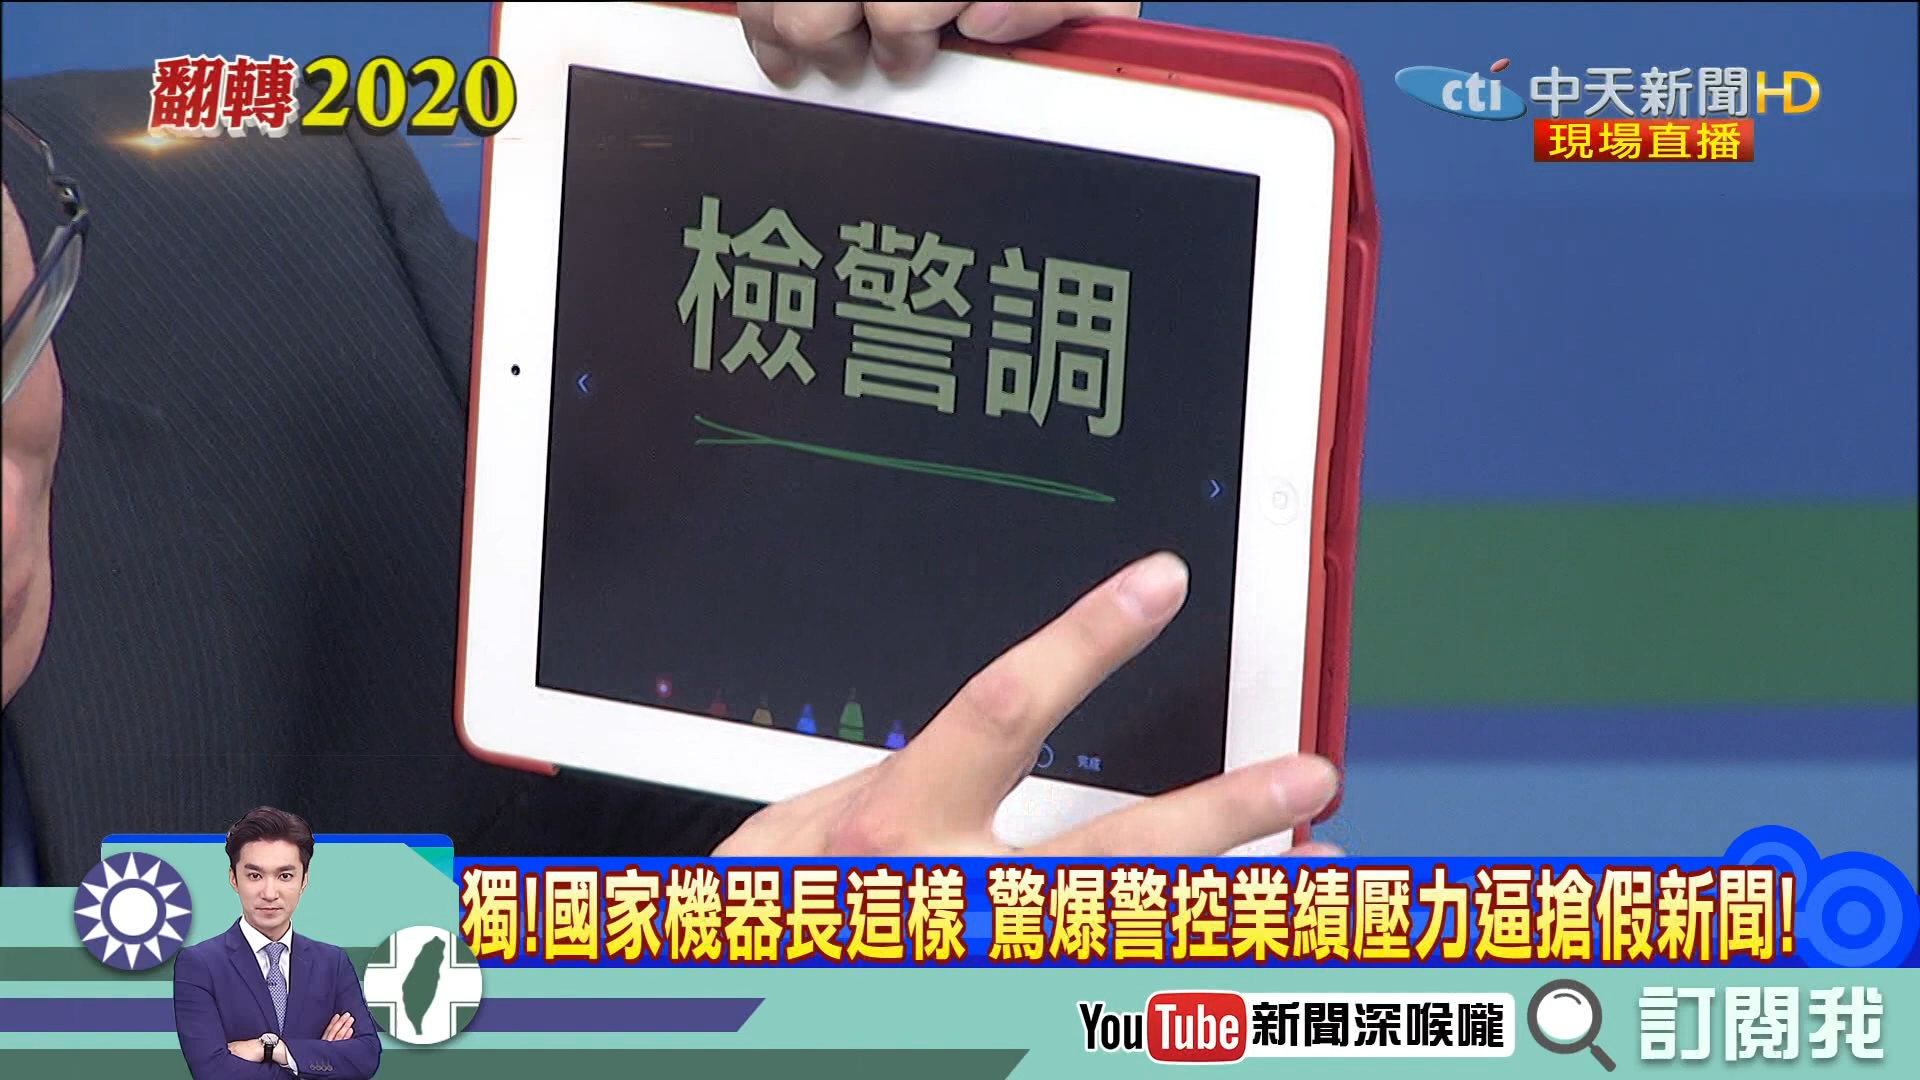 翻轉2020
cti 中天新聞HD
現場直播
檢警調
完成
獨!國家機器長這樣 驚爆警控業績壓力逼搶假新聞!
YouTube 新聞深喉嚨
訂閱我